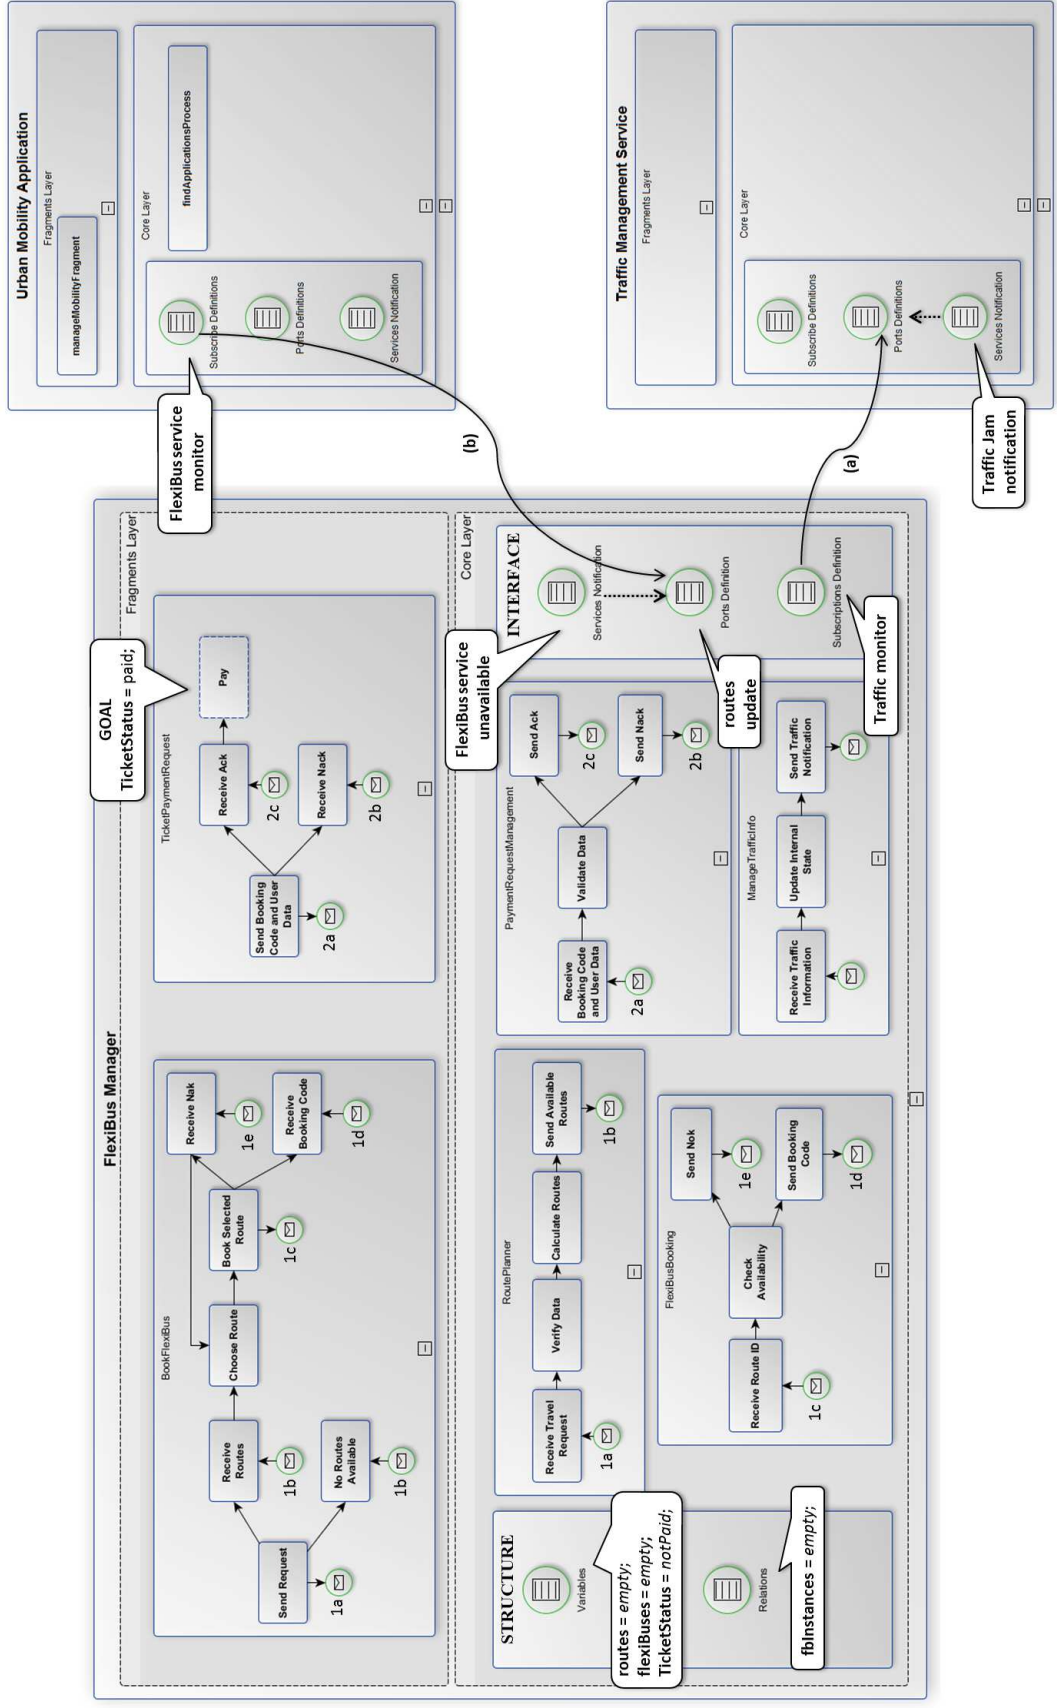 FlexiBus Manager
Fragments Layer
BookFlexiBus
Send Request
1a
Receive
Routes
1b
No Routes
Available
1b
Choose Route
Book Selected
Route
1c
Receive Nak
1e
Receive
Booking Code
1d
TicketPaymentRequest
Send Booking
Code and User
Data
2a
Receive Ack
2c
Receive Nack
2b
Pay
GOAL
TicketStatus = paid;
Core Layer
STRUCTURE
Variables
routes = empty;
flexiBuses = empty;
TicketStatus = notPaid;
Relations
fbInstances = empty;
RoutePlanner
Receive Travel
Request
1a
Verify Data
Calculate Routes
Send Available
Routes
1b
FlexiBusBooking
Receive Route ID
1c
Check
Availability
Send Nok
1e
Send Booking
Code
1d
PaymentRequestManagement
Receive
Booking Code
and User Data
2a
Validate Data
Send Ack
2c
Send Nack
2b
ManageTrafficInfo
Receive Traffic
Information
Update Internal
State
Send Traffic
Notification
INTERFACE
Services Notification
FlexiBus service
unavailable
Ports Definition
routes
update
Subscriptions Definition
Traffic monitor
(b)
(a)
Urban Mobility Application
Fragments Layer
manageMobilityFragment
Core Layer
Subscribe Definitions
Ports Definitions
Services Notification
findApplicationsProcess
FlexiBus service
monitor
Traffic Management Service
Fragments Layer
Core Layer
Subscribe Definitions
Ports Definitions
Services Notification
Traffic Jam
notification